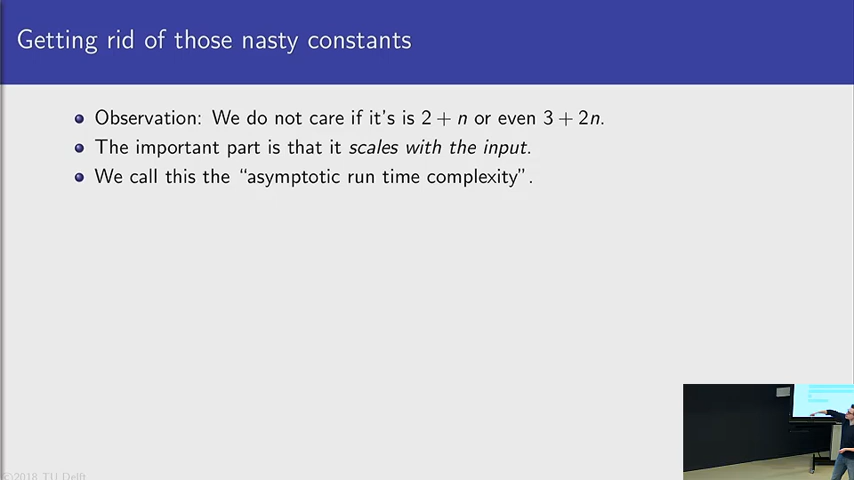 Getting rid of those nasty constants
Observation: We do not care if it's is 2 + n or even 3 + 2n.
The important part is that it scales with the input.
We call this the “asymptotic run time complexity”.
©2018 TU Delft